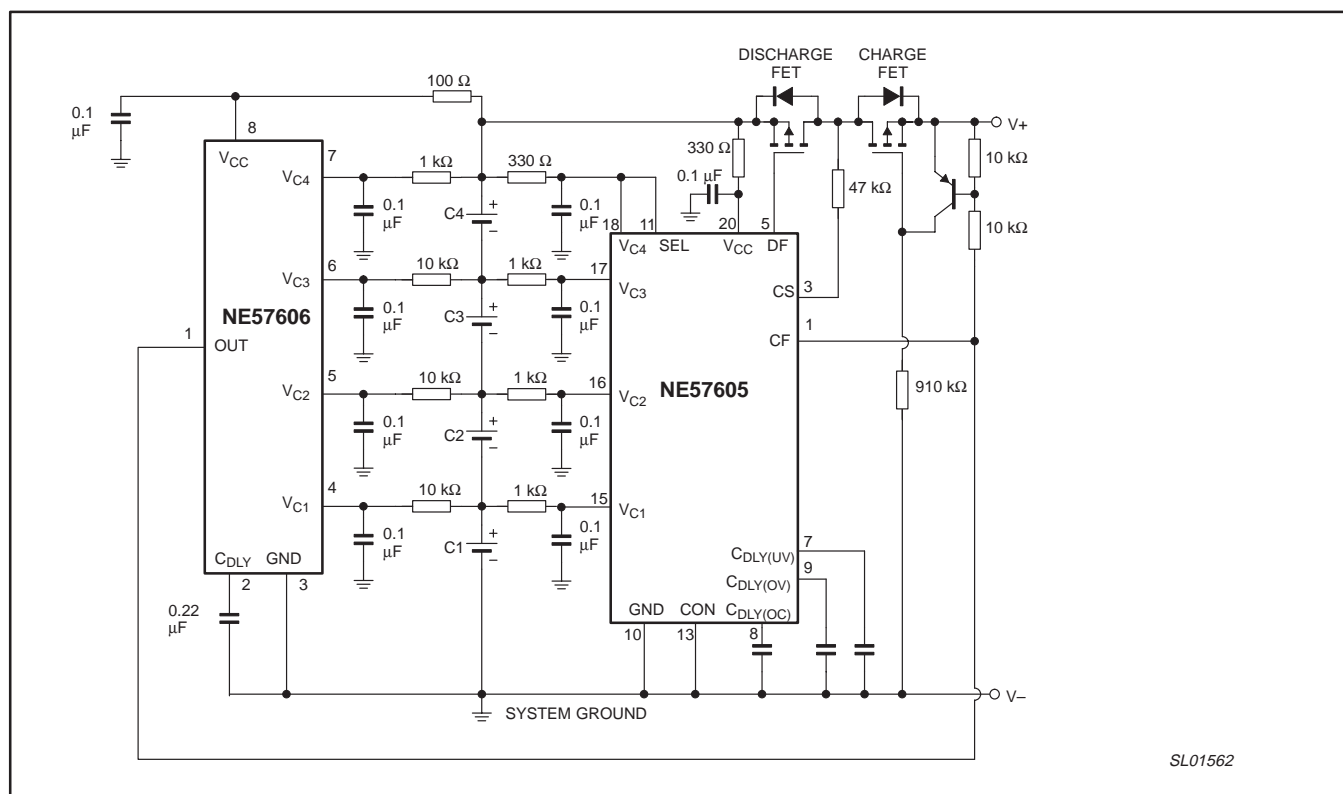 DISCHARGE
FET
CHARGE
FET
100 Ω
0.1
µF
8
VCC
7
VC4
1 kΩ
330 Ω
0.1
µF
C4
+
–
0.1
µF
330 Ω
0.1 µF
47 kΩ
V+
10 kΩ
10 kΩ
18
11
20
5
VC4
SEL
VCC
DF
6
VC3
10 kΩ
1 kΩ
17
VC3
CS
3
0.1
µF
C3
+
–
0.1
µF
NE57606
1
OUT
CF
1
5
VC2
10 kΩ
1 kΩ
16
VC2
NE57605
910 kΩ
0.1
µF
C2
+
–
0.1
µF
4
VC1
10 kΩ
1 kΩ
15
VC1
0.1
µF
C1
+
–
0.1
µF
CDLY
GND
2
3
0.22
µF
CDLY(UV)
7
CDLY(OV)
9
GND
CON
CDLY(OC)
10
13
8
V–
SYSTEM GROUND
SL01562